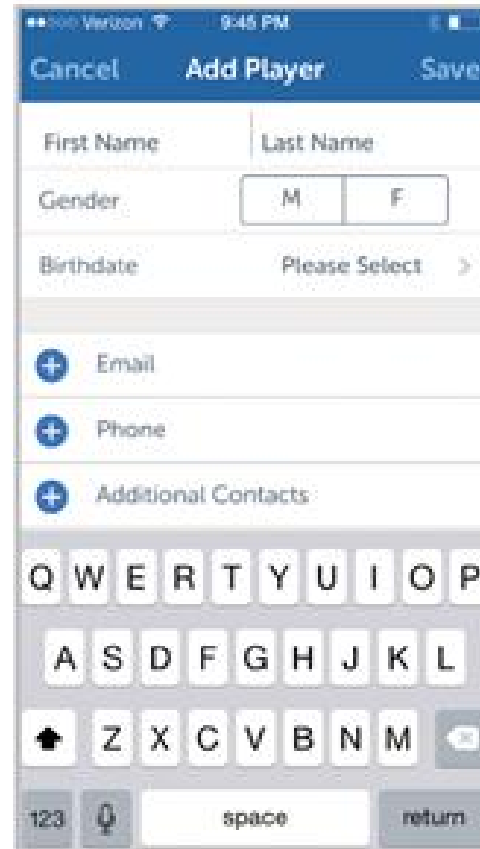 Verizon 9:45 PM
Cancel Add Player Save
First Name Last Name
Gender M F
Birthdate Please Select >
Email
Phone
Additional Contacts
Q W E R T Y U I O P
A S D F G H J K L
Z X C V B N M
123 space return